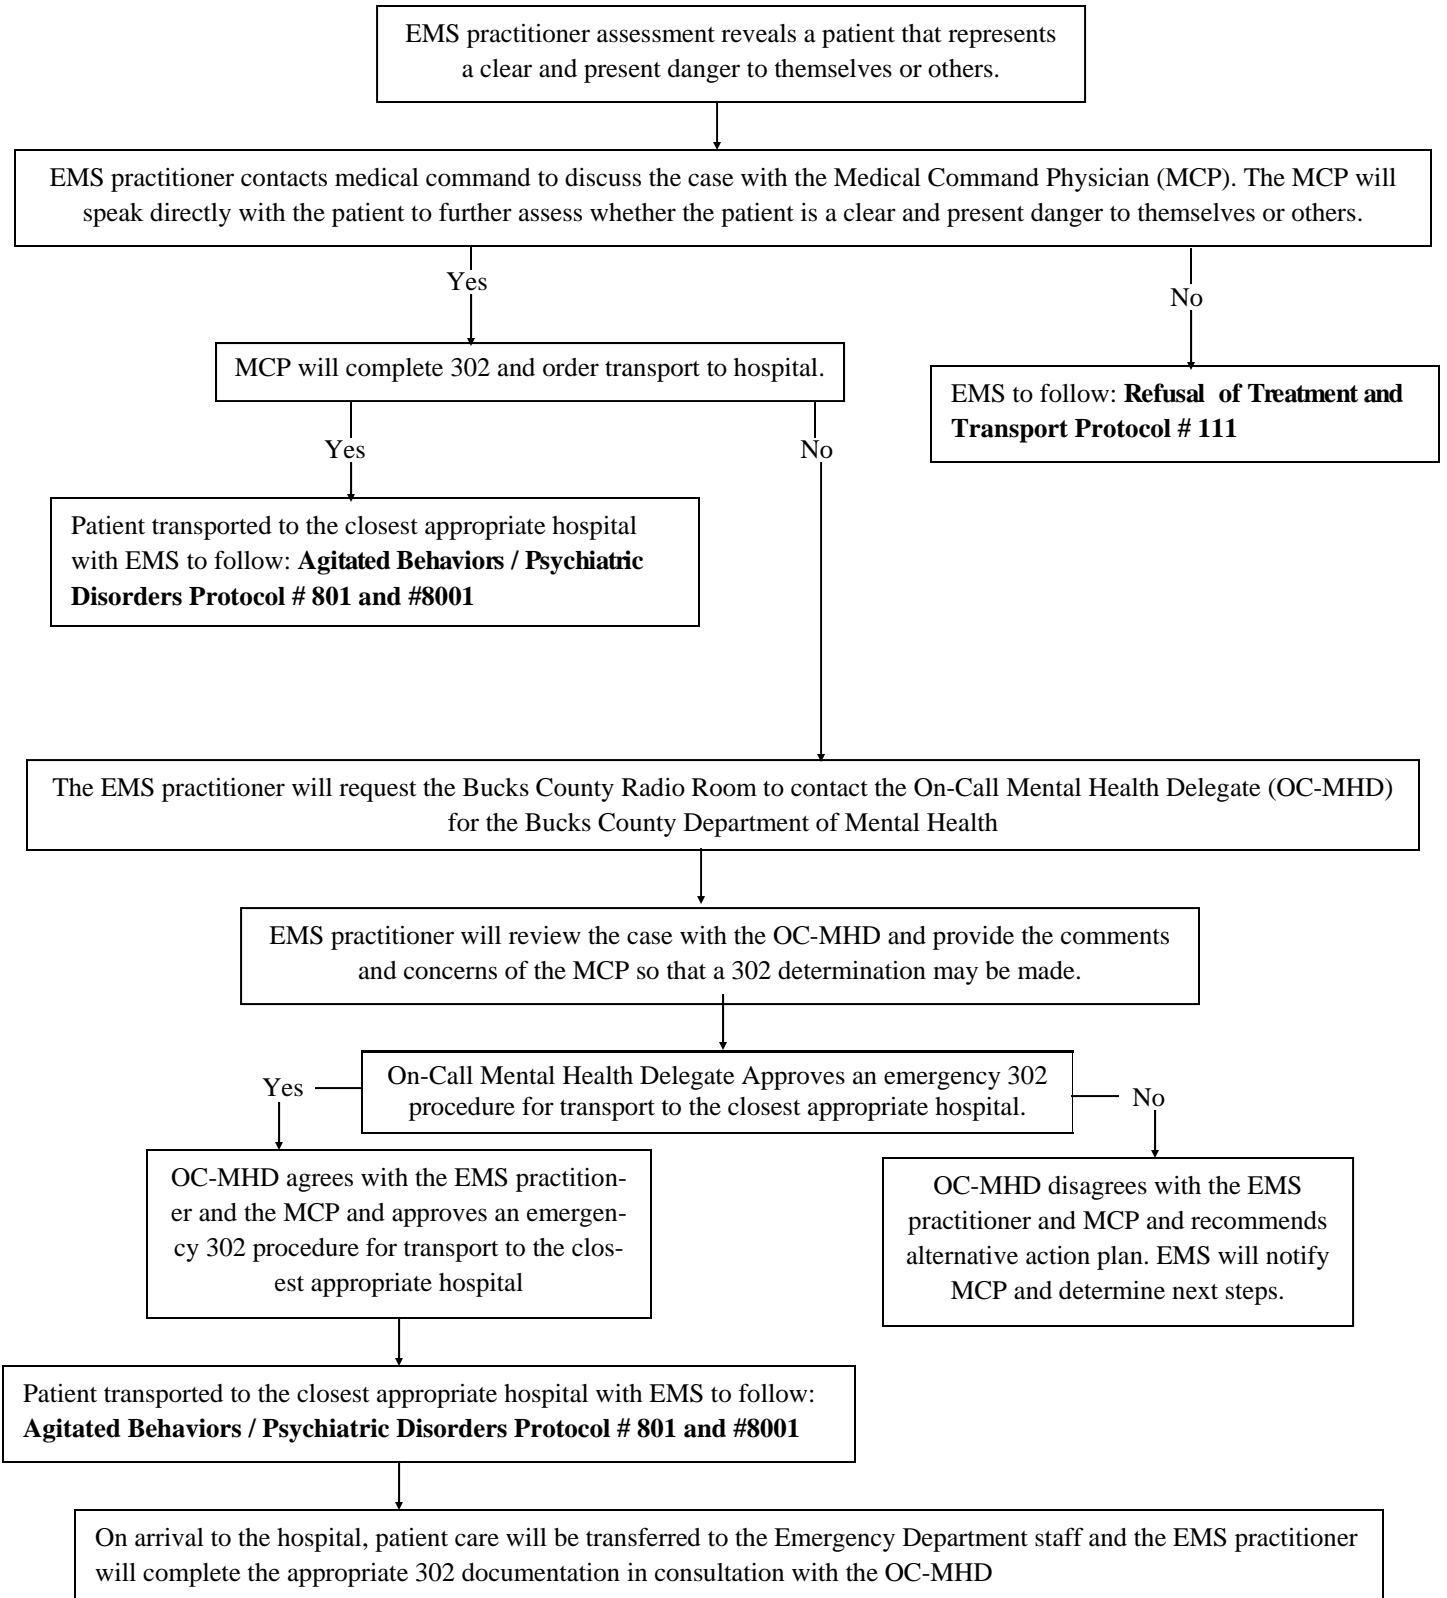 EMS practitioner assessment reveals a patient that represents
a clear and present danger to themselves or others.
EMS practitioner contacts medical command to discuss the case with the Medical Command Physician (MCP). The MCP will
speak directly with the patient to further assess whether the patient is a clear and present danger to themselves or others.
Yes
No
MCP will complete 302 and order transport to hospital.
EMS to follow: Refusal of Treatment and
Transport Protocol # 111
Yes
No
Patient transported to the closest appropriate hospital
with EMS to follow: Agitated Behaviors / Psychiatric
Disorders Protocol # 801 and #8001
The EMS practitioner will request the Bucks County Radio Room to contact the On-Call Mental Health Delegate (OC-MHD)
for the Bucks County Department of Mental Health
EMS practitioner will review the case with the OC-MHD and provide the comments
and concerns of the MCP so that a 302 determination may be made.
On-Call Mental Health Delegate Approves an emergency 302
procedure for transport to the closest appropriate hospital.
Yes
No
OC-MHD agrees with the EMS practition-
er and the MCP and approves an emergen-
cy 302 procedure for transport to the clos-
est appropriate hospital
OC-MHD disagrees with the EMS
practitioner and MCP and recommends
alternative action plan. EMS will notify
MCP and determine next steps.
Patient transported to the closest appropriate hospital with EMS to follow:
Agitated Behaviors / Psychiatric Disorders Protocol # 801 and #8001
On arrival to the hospital, patient care will be transferred to the Emergency Department staff and the EMS practitioner
will complete the appropriate 302 documentation in consultation with the OC-MHD